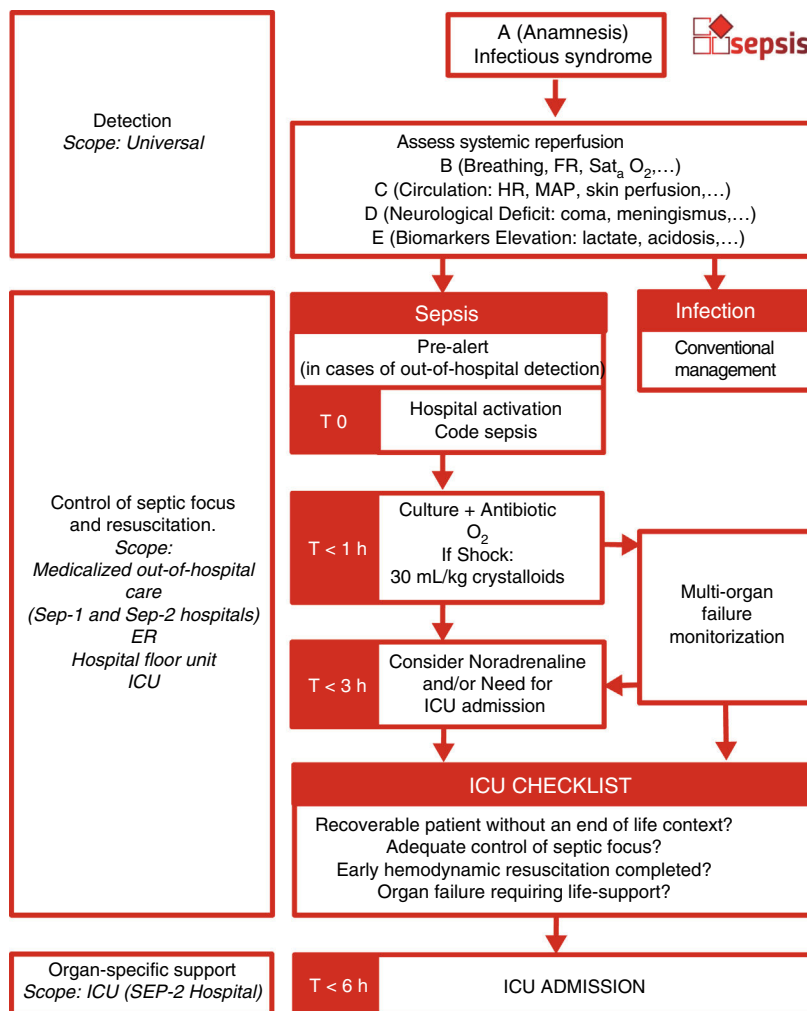 A (Anamnesis)
Infectious syndrome
sepsis
Detection
Scope: Universal
Assess systemic reperfusion
B (Breathing, FR, Satₐ O₂,…)
C (Circulation: HR, MAP, skin perfusion,…)
D (Neurological Deficit: coma, meningismus,…)
E (Biomarkers Elevation: lactate, acidosis,…)
Sepsis
Pre-alert
(in cases of out-of-hospital detection)
T 0
Hospital activation
Code sepsis
Infection
Conventional
management
Control of septic focus
and resuscitation.
Scope:
Medicalized out-of-hospital
care
(Sep-1 and Sep-2 hospitals)
ER
Hospital floor unit
ICU
T < 1 h
Culture + Antibiotic
O₂
If Shock:
30 mL/kg crystalloids
Multi-organ
failure
monitorization
T < 3 h
Consider Noradrenaline
and/or Need for
ICU admission
ICU CHECKLIST
Recoverable patient without an end of life context?
Adequate control of septic focus?
Early hemodynamic resuscitation completed?
Organ failure requiring life-support?
Organ-specific support
Scope: ICU (SEP-2 Hospital)
T < 6 h
ICU ADMISSION